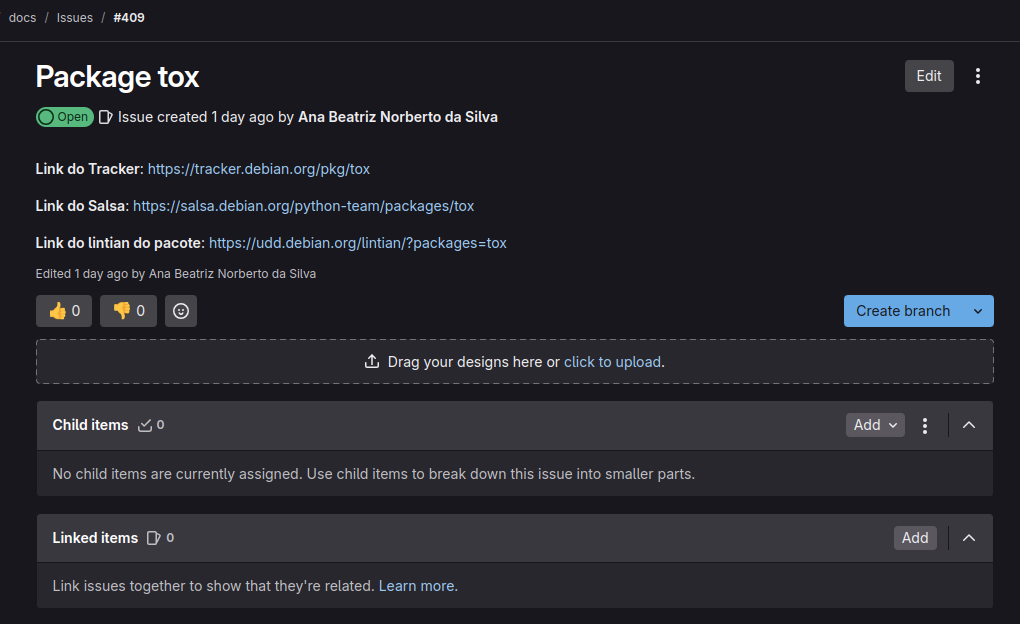 docs / Issues / #409
Package tox
Edit
Open Issue created 1 day ago by Ana Beatriz Norberto da Silva
Link do Tracker: https://tracker.debian.org/pkg/tox
Link do Salsa: https://salsa.debian.org/python-team/packages/tox
Link do lintian do pacote: https://udd.debian.org/lintian/?packages=tox
Edited 1 day ago by Ana Beatriz Norberto da Silva
👍 0 👎 0
Create branch
Drag your designs here or click to upload.
Child items 0
Add
No child items are currently assigned. Use child items to break down this issue into smaller parts.
Linked items 0
Add
Link issues together to show that they're related. Learn more.